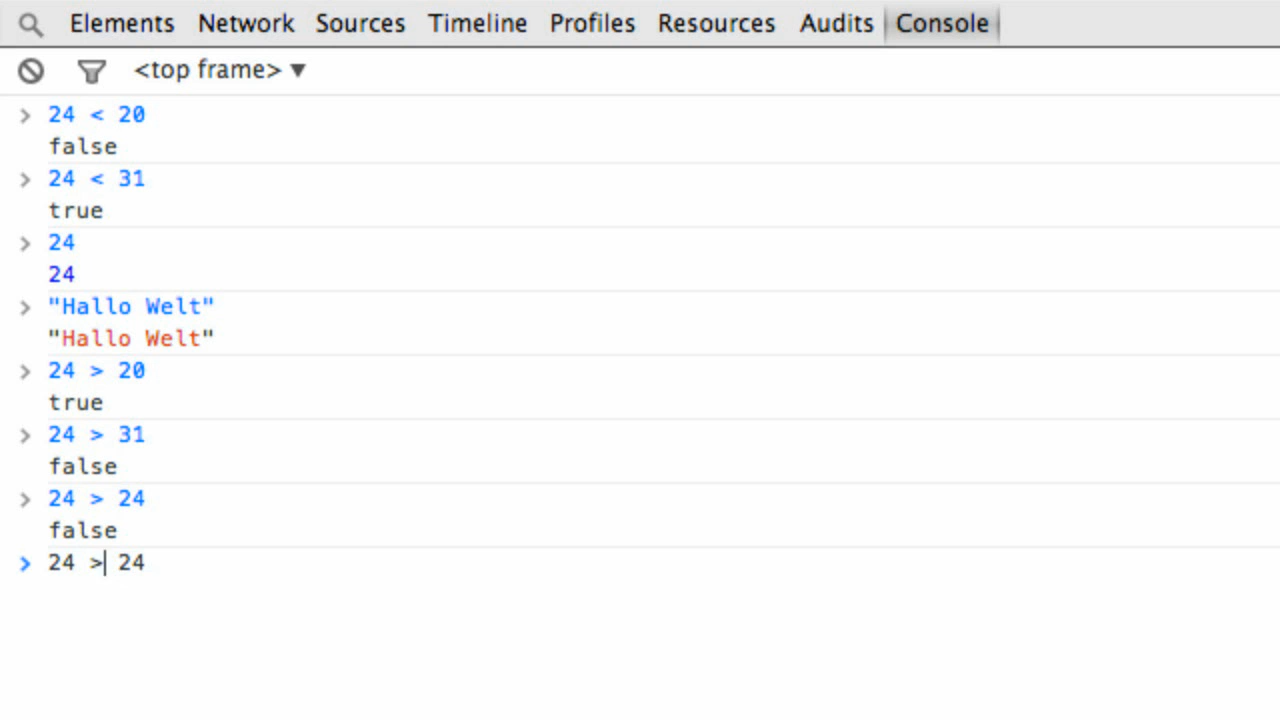 Elements Network Sources Timeline Profiles Resources Audits Console
<top frame> ▼
> 24 < 20
false
> 24 < 31
true
> 24
24
> "Hallo Welt"
"Hallo Welt"
> 24 > 20
true
> 24 > 31
false
> 24 > 24
false
> 24 > 24